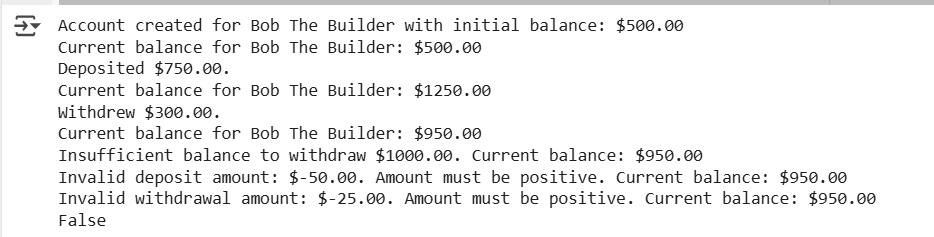 Account created for Bob The Builder with initial balance: $500.00
Current balance for Bob The Builder: $500.00
Deposited $750.00.
Current balance for Bob The Builder: $1250.00
Withdrew $300.00.
Current balance for Bob The Builder: $950.00
Insufficient balance to withdraw $1000.00. Current balance: $950.00
Invalid deposit amount: $-50.00. Amount must be positive. Current balance: $950.00
Invalid withdrawal amount: $-25.00. Amount must be positive. Current balance: $950.00
False